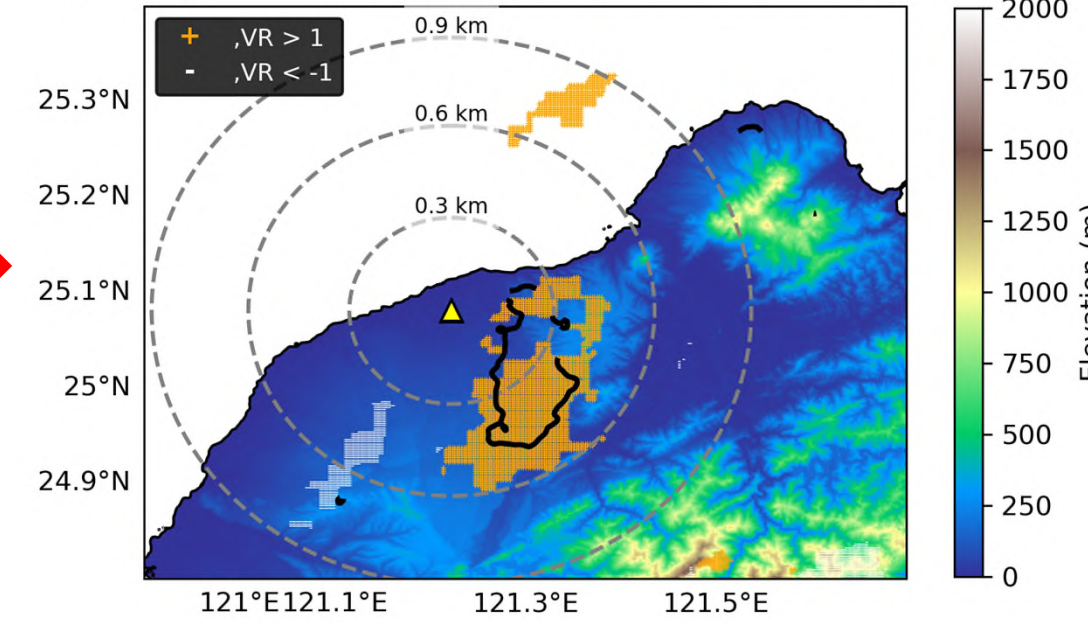 + ,VR > 1
- ,VR < -1
0.9 km
0.6 km
0.3 km
25.3°N
25.2°N
25.1°N
25°N
24.9°N
121°E
121.1°E
121.3°E
121.5°E
2000
1750
1500
1250
1000
750
500
250
0
Elevation (m)